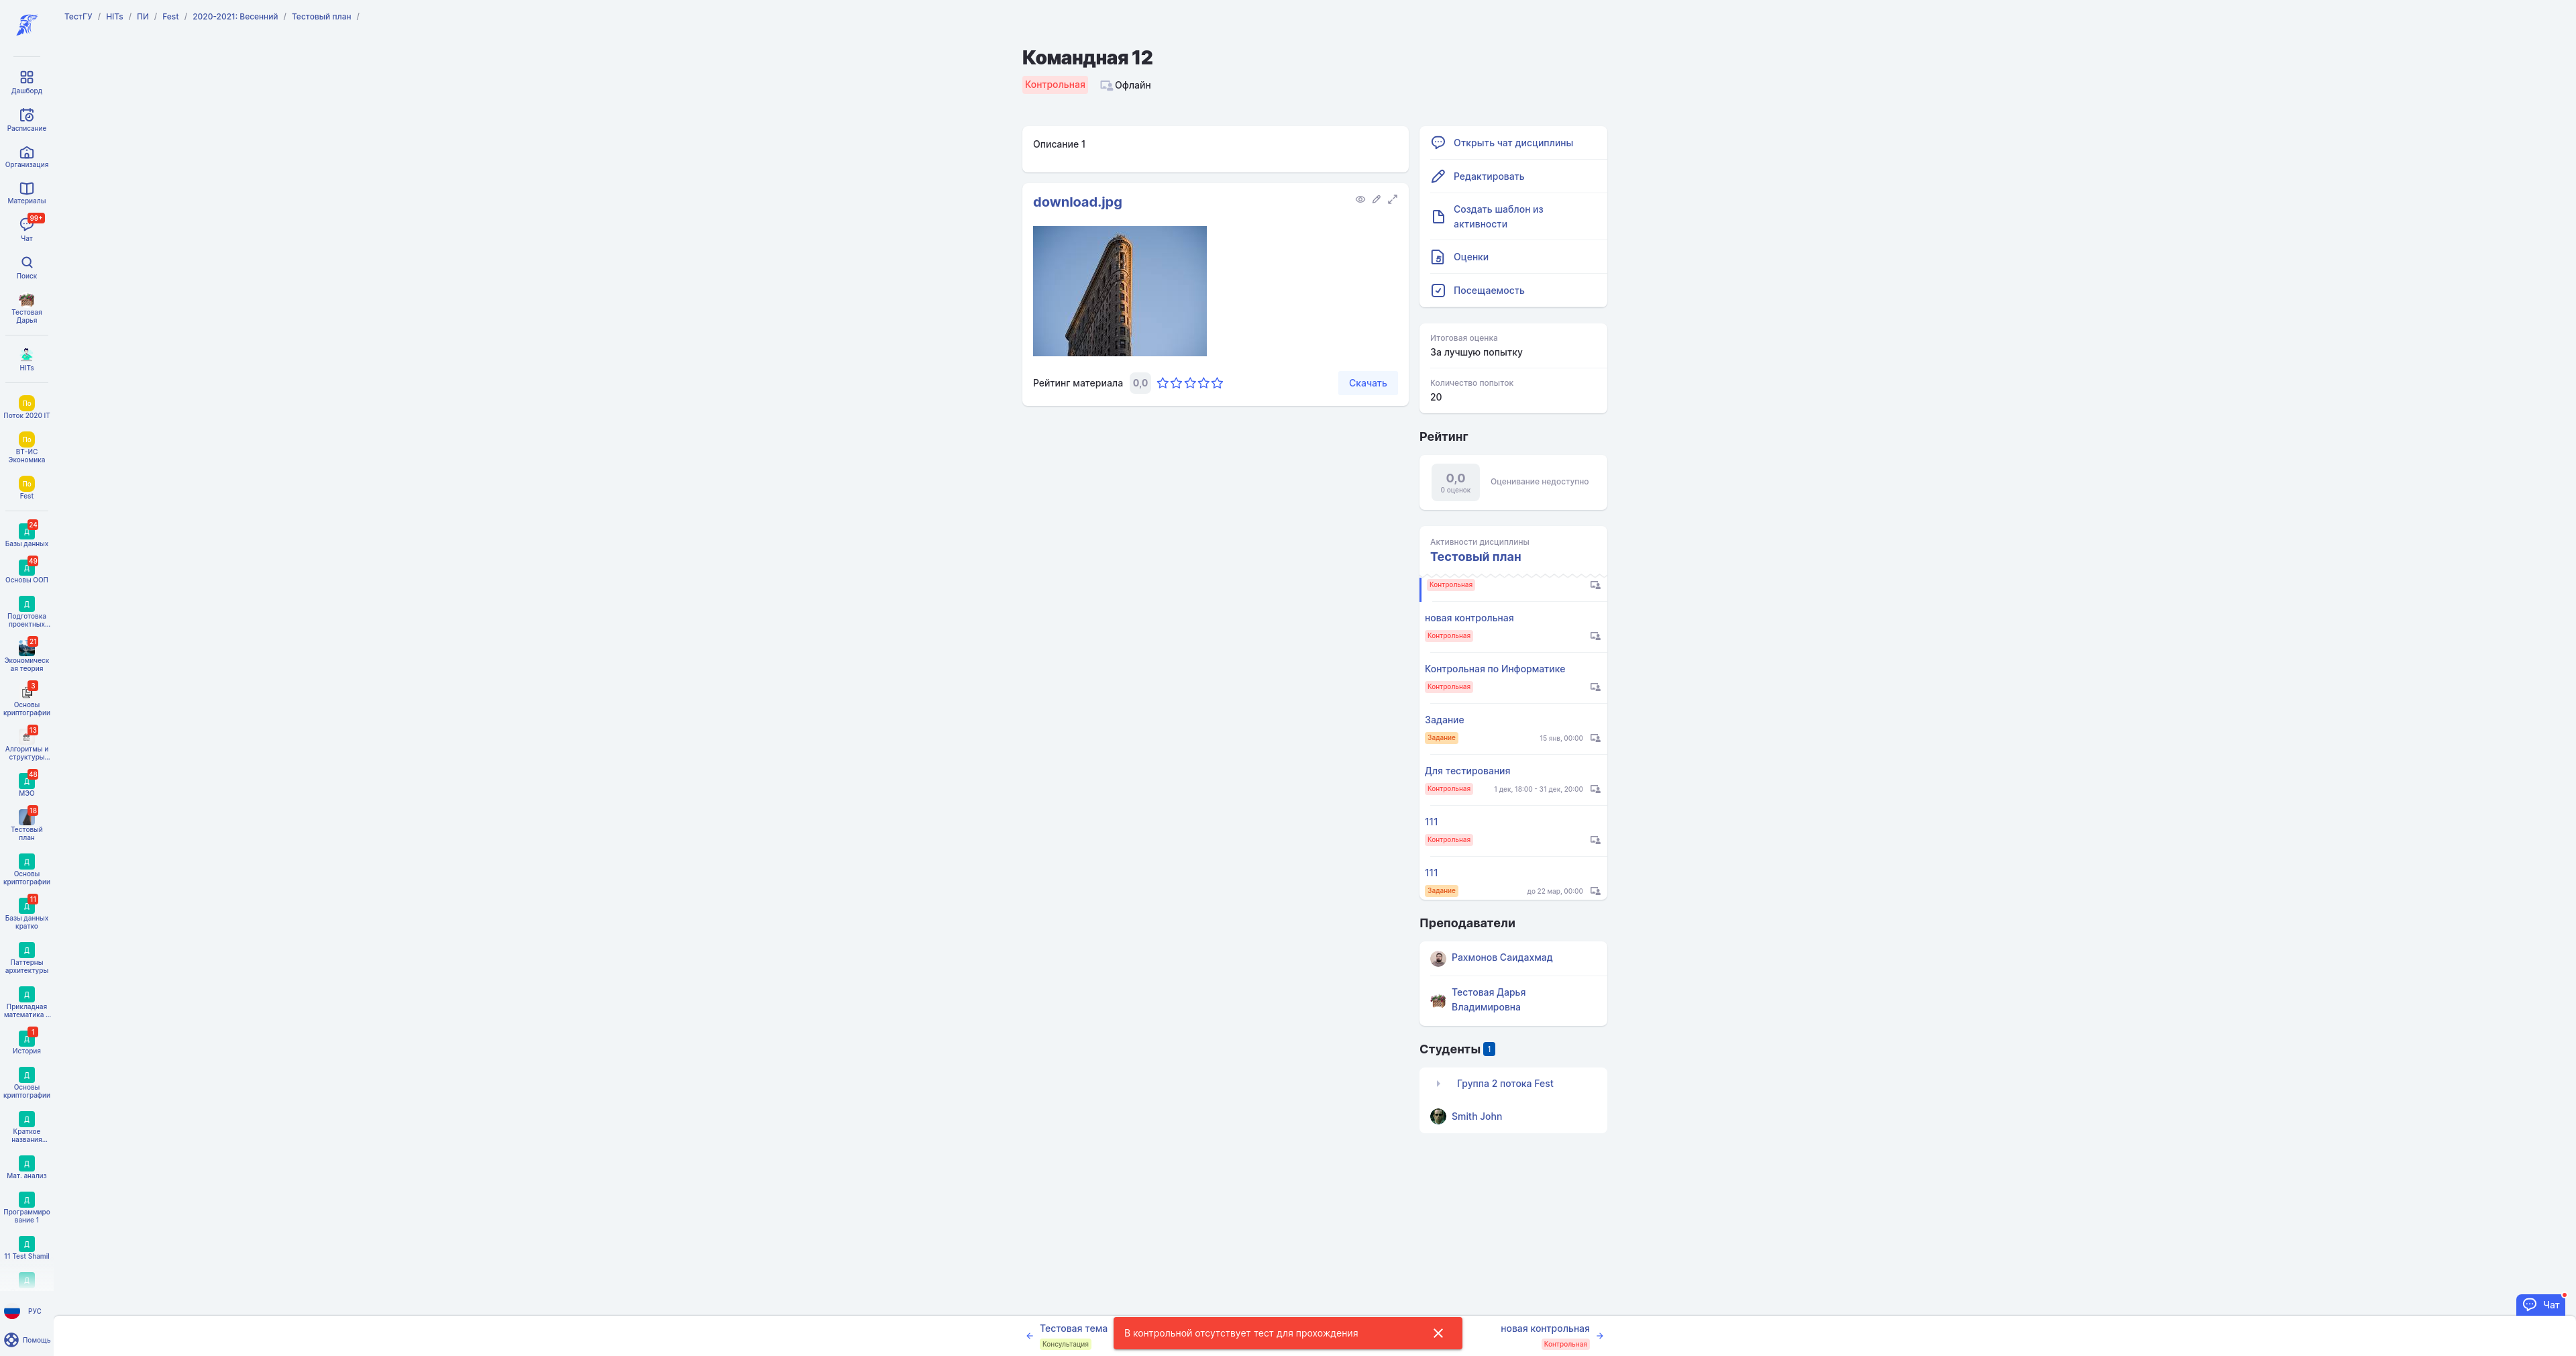 ТестГУ / HITs / ПИ / Fest / 2020-2021: Весенний / Тестовый план /
Дашборд
Расписание
Организация
Материалы
99+
Чат
Поиск
Тестовая
Дарья
HITs
По
Поток 2020 IT
По
ВТ-ИС
Экономика
По
Fest
24
Д
Базы данных
49
Д
Основы ООП
Д
Подготовка
проектных...
21
Экономическ
ая теория
3
Основы
криптографии
13
Алгоритмы и
структуры...
48
Д
МЭО
18
Тестовый
план
Д
Основы
криптографии
11
Д
Базы данных
кратко
Д
Паттерны
архитектуры
Д
Прикладная
математика ...
1
Д
История
Д
Основы
криптографии
Д
Краткое
названия...
Д
Мат. анализ
Д
Программиро
вание 1
Д
11 Test Shamil
Д
РУС
Помощь
Командная 12
Контрольная Офлайн
Описание 1
download.jpg
Рейтинг материала 0,0 Скачать
Открыть чат дисциплины
Редактировать
Создать шаблон из
активности
Оценки
Посещаемость
Итоговая оценка
За лучшую попытку
Количество попыток
20
Рейтинг
0,0
0 оценок
Оценивание недоступно
Активности дисциплины
Тестовый план
Контрольная
новая контрольная
Контрольная
Контрольная по Информатике
Контрольная
Задание
Задание 15 янв, 00:00
Для тестирования
Контрольная 1 дек, 18:00 - 31 дек, 20:00
111
Контрольная
111
Задание до 22 мар, 00:00
Преподаватели
Рахмонов Саидахмад
Тестовая Дарья
Владимировна
Студенты 1
Группа 2 потока Fest
Smith John
Тестовая тема
Консультация
В контрольной отсутствует тест для прохождения
новая контрольная
Контрольная
Чат